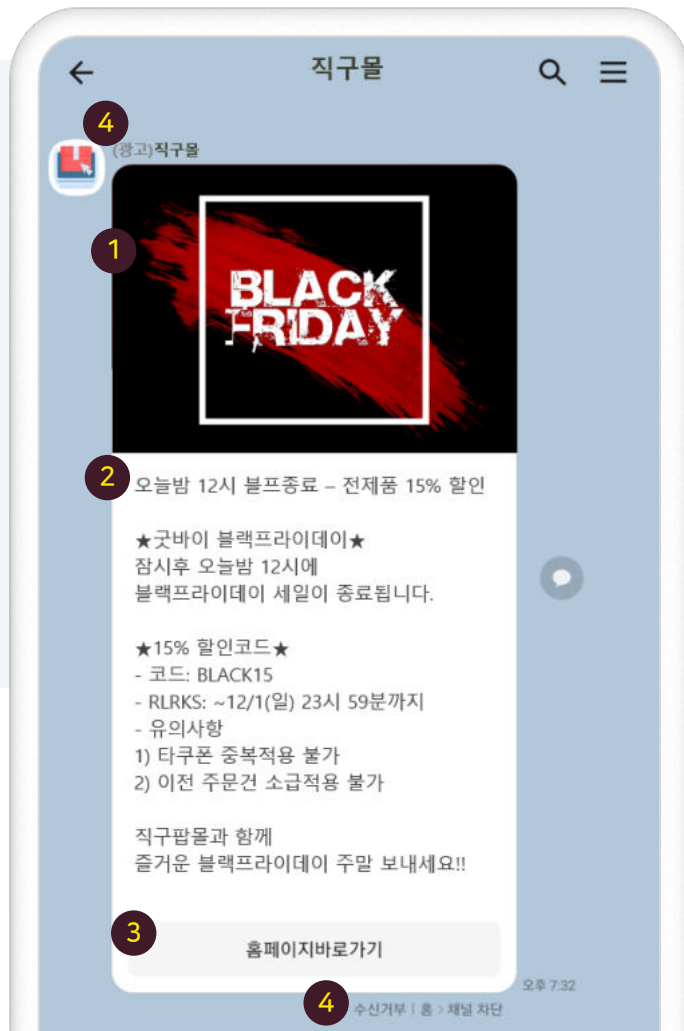 직구몰
4
(광고)직구몰
1
BLACK
FRIDAY
2
오늘밤 12시 블프종료 – 전제품 15% 할인
★굿바이 블랙프라이데이★
잠시후 오늘밤 12시에
블랙프라이데이 세일이 종료됩니다.
★15% 할인코드★
- 코드: BLACK15
- RLRKS: ~12/1(일) 23시 59분까지
- 유의사항
1) 타쿠폰 중복적용 불가
2) 이전 주문건 소급적용 불가
직구팝몰과 함께
즐거운 블랙프라이데이 주말 보내세요!!
3
홈페이지바로가기
오후 7:32
4
수신거부 | 홈 > 채널 차단